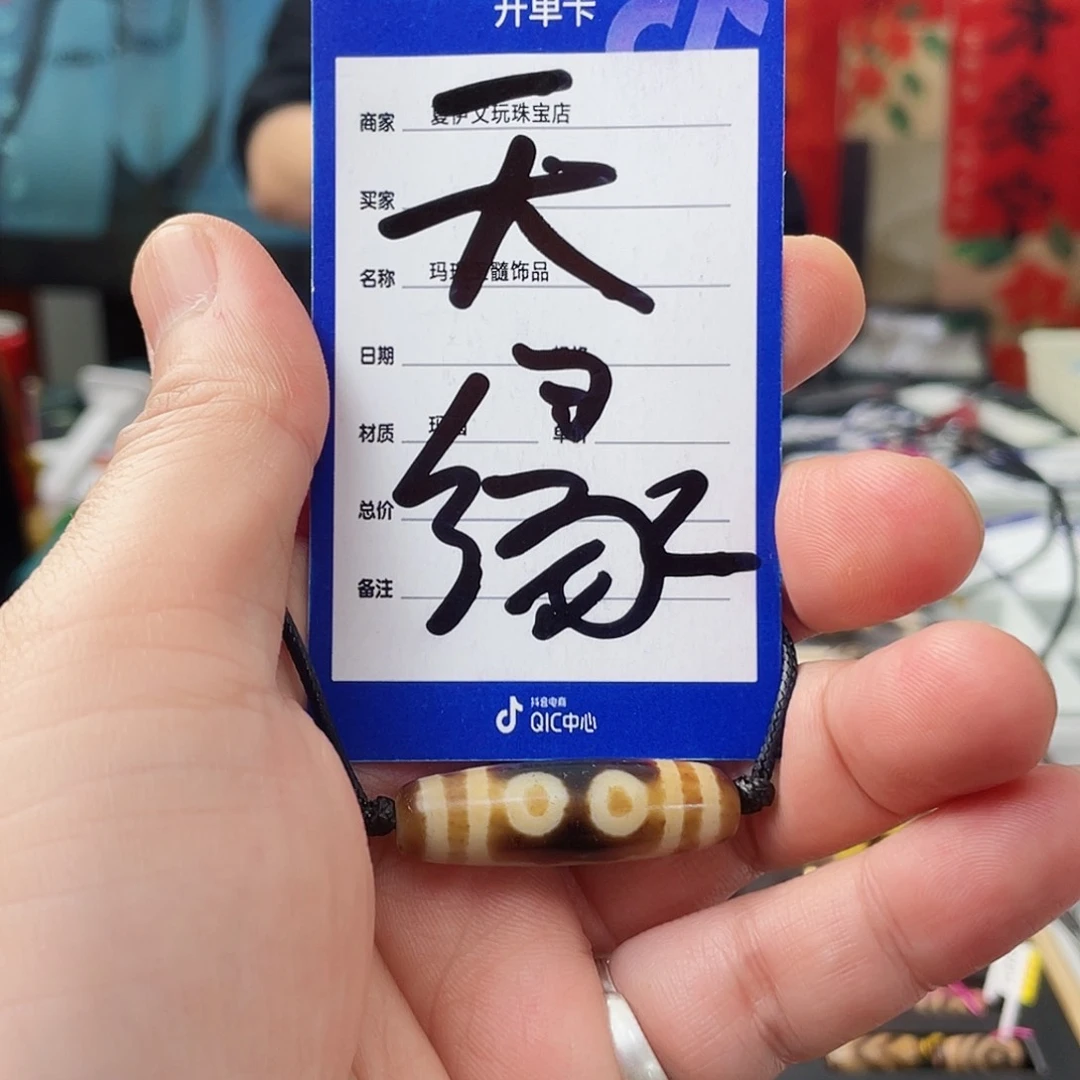 开单卡
商家 夏伊文玩珠宝店
买家
名称 玛瑙玉髓饰品
日期
材质
总价
备注
天缘
抖音电商
QIC中心